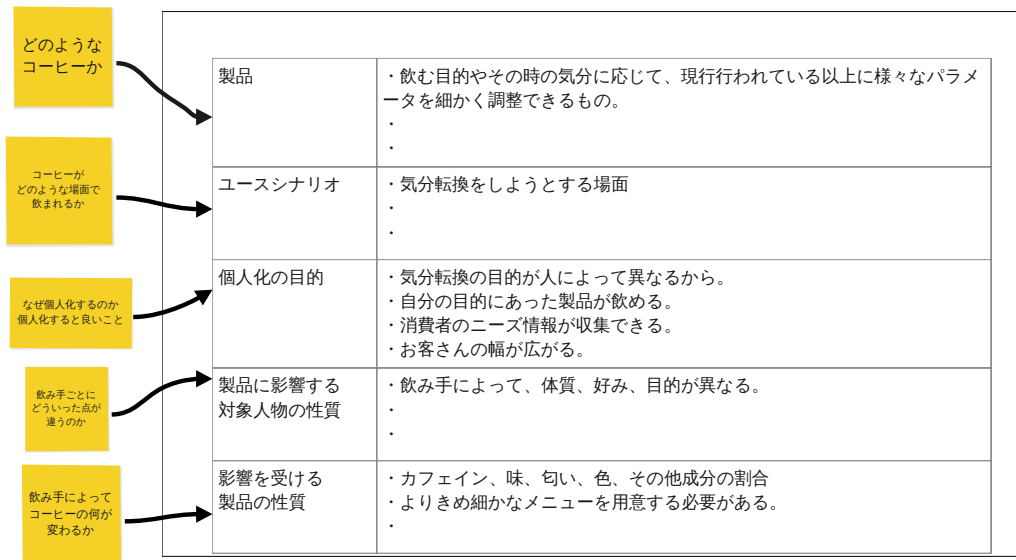 どのような
コーヒーか
製品
・飲む目的やその時の気分に応じて、現行行われている以上に様々なパラメ
ータを細かく調整できるもの。
・
・
コーヒーが
どのような場面で
飲まれるか
ユースシナリオ
・気分転換をしようとする場面
・
・
なぜ個人化するのか
個人化すると良いこと
個人化の目的
・気分転換の目的が人によって異なるから。
・自分の目的にあった製品が飲める。
・消費者のニーズ情報が収集できる。
・お客さんの幅が広がる。
飲み手ごとに
どういった点が
違うのか
製品に影響する
対象人物の性質
・飲み手によって、体質、好み、目的が異なる。
・
・
飲み手によって
コーヒーの何が
変わるか
影響を受ける
製品の性質
・カフェイン、味、匂い、色、その他成分の割合
・よりきめ細かなメニューを用意する必要がある。
・